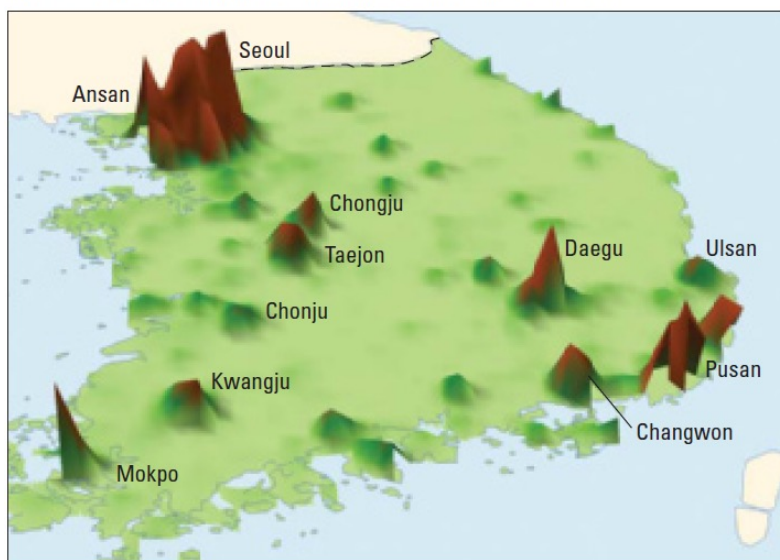 Seoul
Ansan
Chongju
Taejon
Daegu
Ulsan
Chonju
Pusan
Kwangju
Changwon
Mokpo